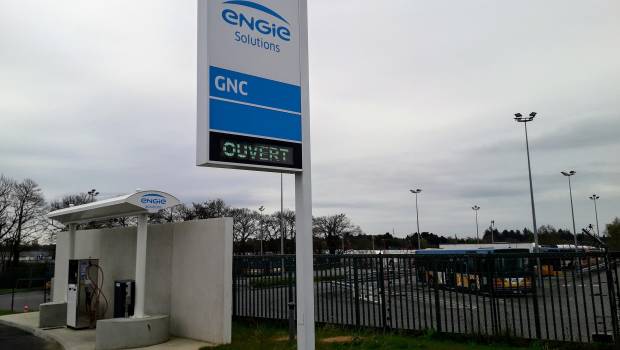 ENGIE
Solutions
GNC
OUVERT
ENGIE